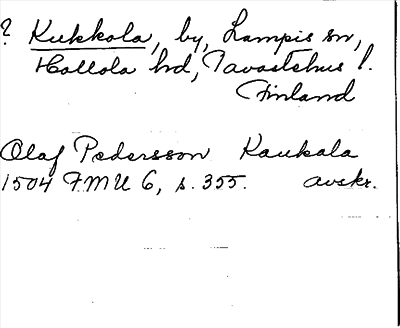 ? Kukkola, by, Lampis sn,
Hollola hd, Tavastehus l.
Finland
Olaf Pedersson Kaukala
1504 FMU 6, s. 355. avskr.